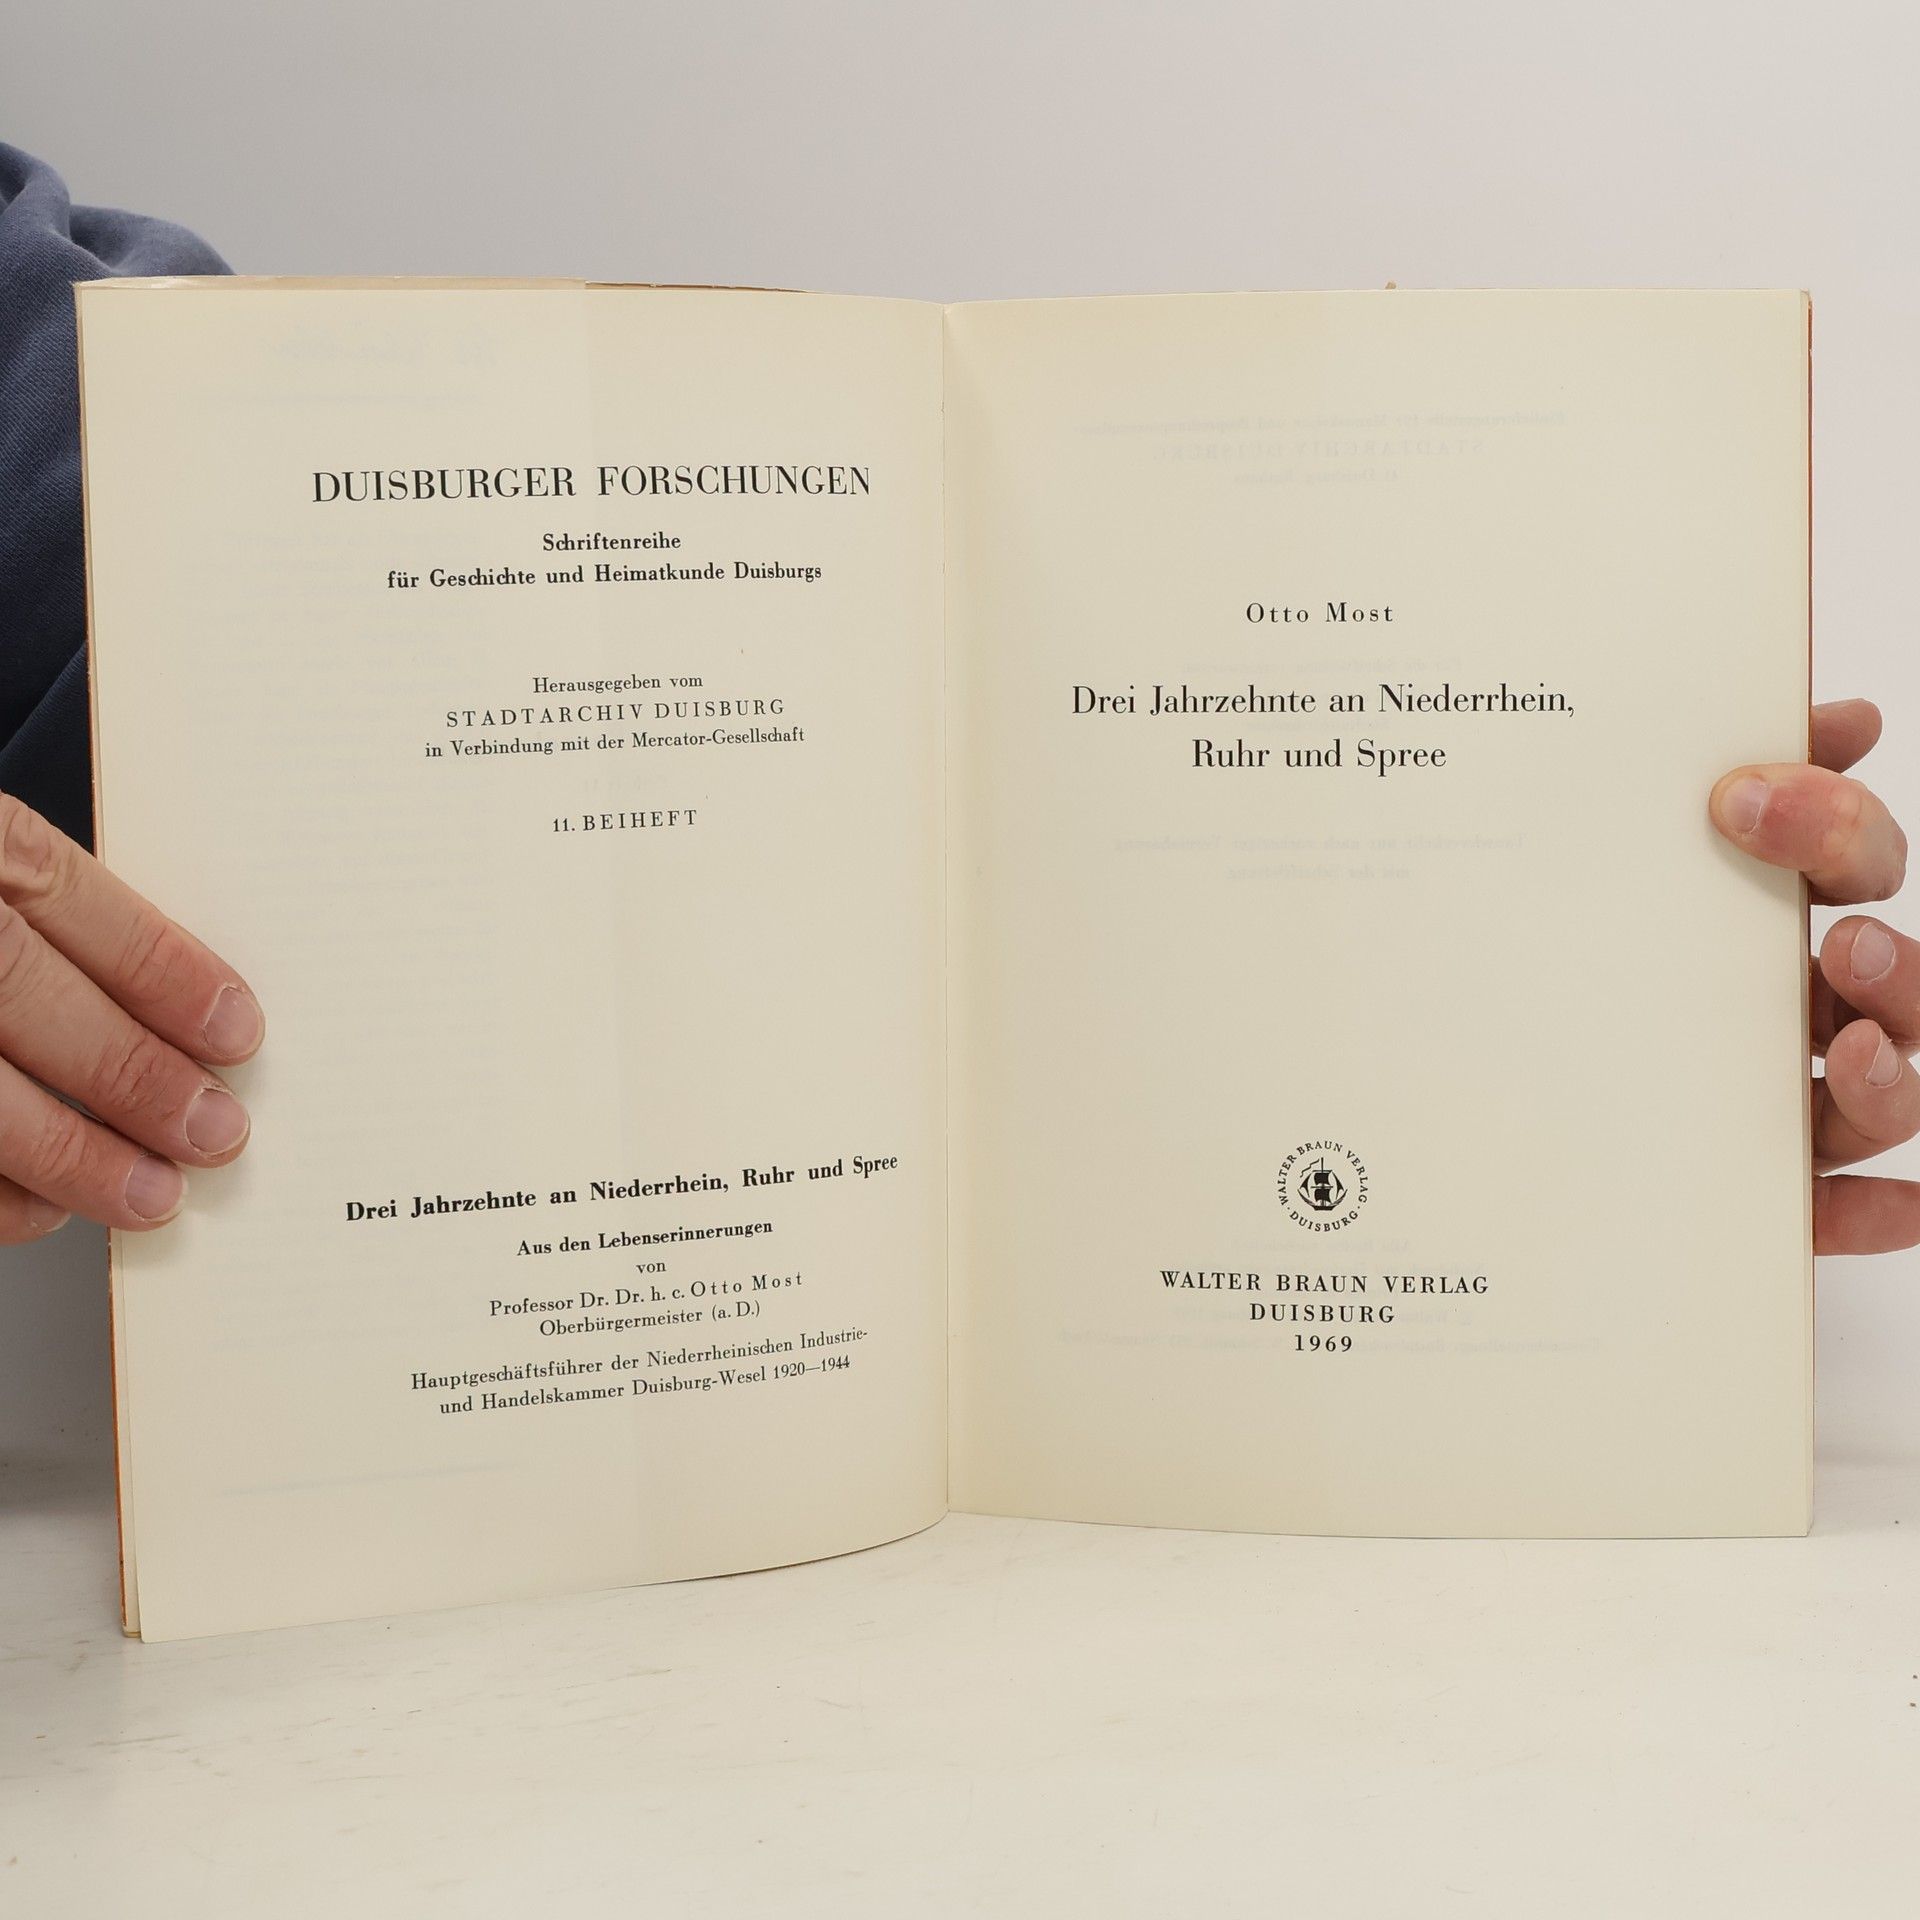 DUISBURGER FORSCHUNGEN
Schriftenreihe
für Geschichte und Heimatkunde Duisburgs
Herausgegeben vom
STADTARCHIV DUISBURG
in Verbindung mit der Mercator-Gesellschaft
11. BEIHEFT
Drei Jahrzehnte an Niederrhein, Ruhr und Spree
Aus den Lebenserinnerungen
von
Professor Dr. Dr. h. c. Otto Most
Oberbürgermeister (a. D.)
Hauptgeschäftsführer der Niederrheinischen Industrie-
und Handelskammer Duisburg-Wesel 1920—1944
Otto Most
Drei Jahrzehnte an Niederrhein,
Ruhr und Spree
WALTER BRAUN VERLAG
· DUISBURG ·
WALTER BRAUN VERLAG
DUISBURG
1969